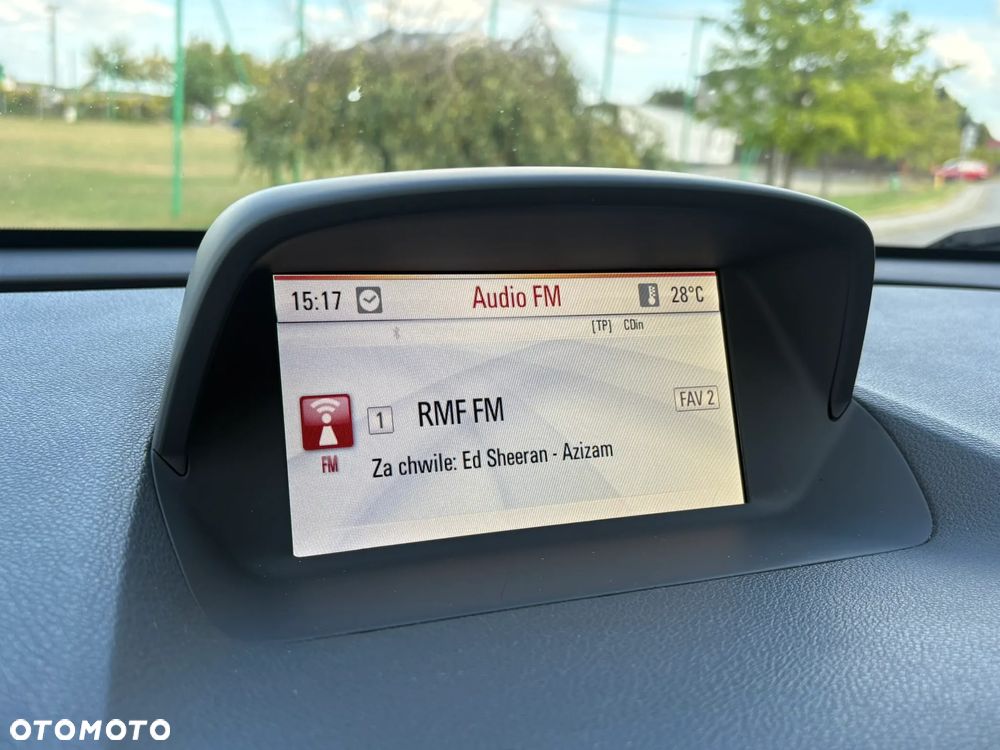 15:17 Audio FM 28°C
[TP] CDin
1 RMF FM FAV 2
FM Za chwile: Ed Sheeran - Azizam
OTOMOTO